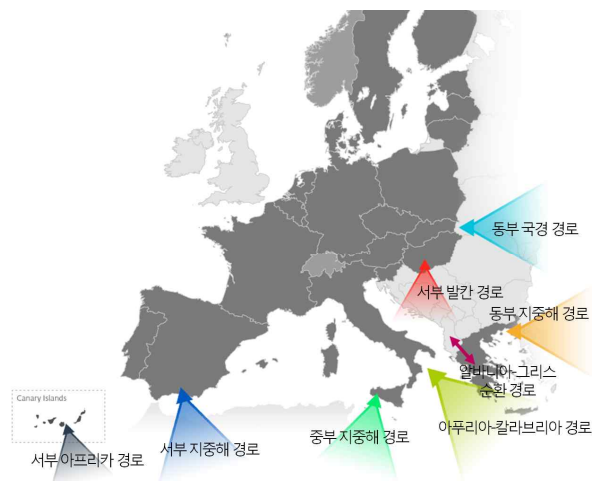 동부 국경 경로
서부 발칸 경로
동부 지중해 경로
알바니아-그리스
순환 경로
Canary Islands
아푸리아-칼라브리아 경로
중부 지중해 경로
서부 지중해 경로
서부 아프리카 경로